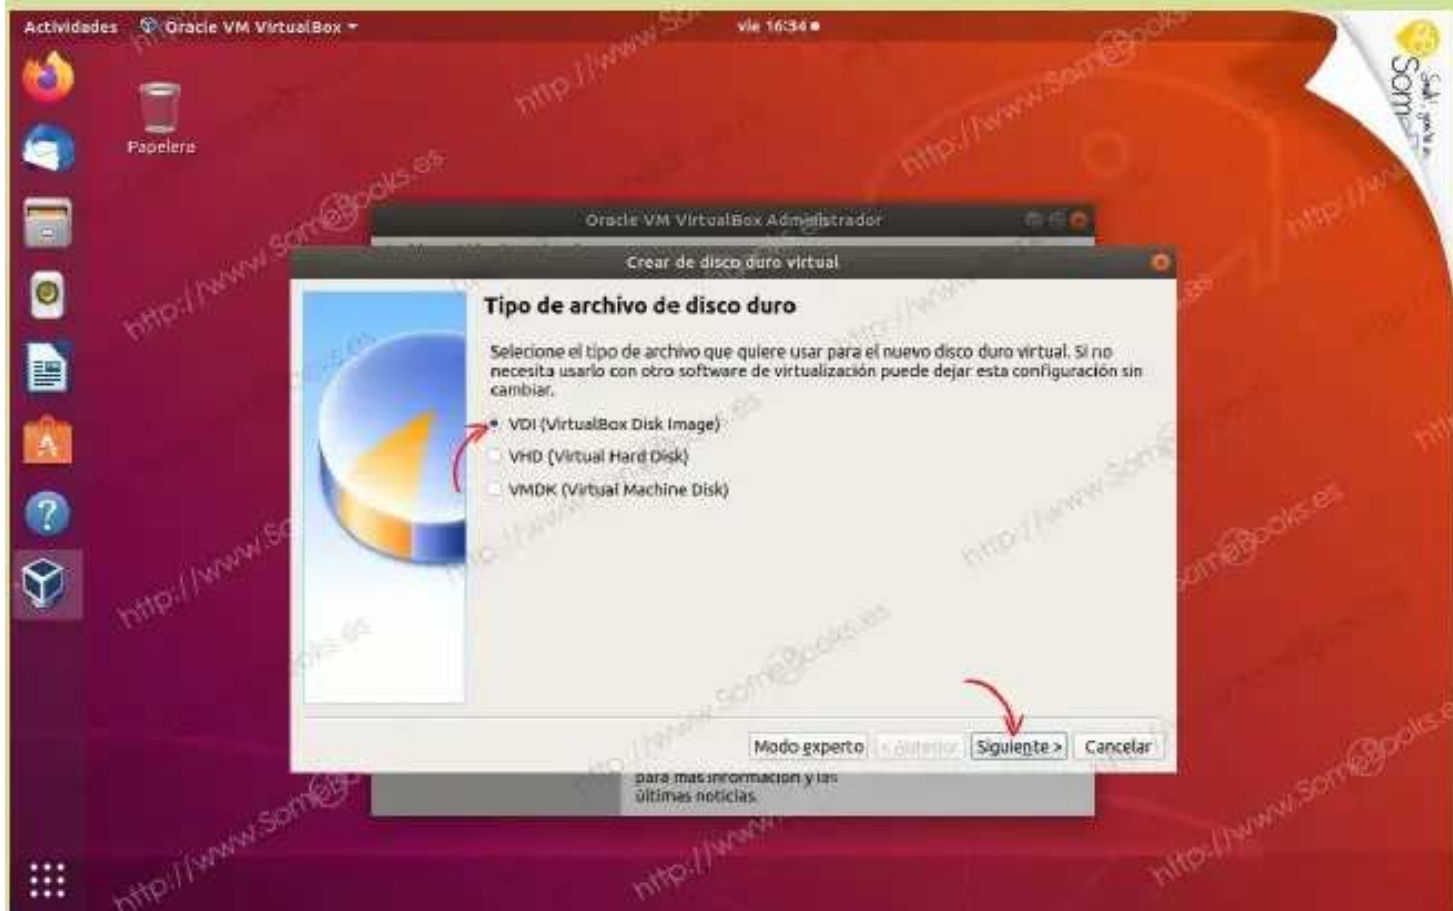 Actividades Oracle VM VirtualBox vie 16:34
Papelera
Oracle VM VirtualBox Administrador
Crear de disco duro virtual
Tipo de archivo de disco duro
Selecione el tipo de archivo que quiere usar para el nuevo disco duro virtual. Si no
necesita usarlo con otro software de virtualización puede dejar esta configuración sin
cambiar.
VDI (VirtualBox Disk Image)
VHD (Virtual Hard Disk)
VMDK (Virtual Machine Disk)
Modo experto < Anterior Siguiente > Cancelar
para más información y las
últimas noticias.
http://www.SomeBooks.es